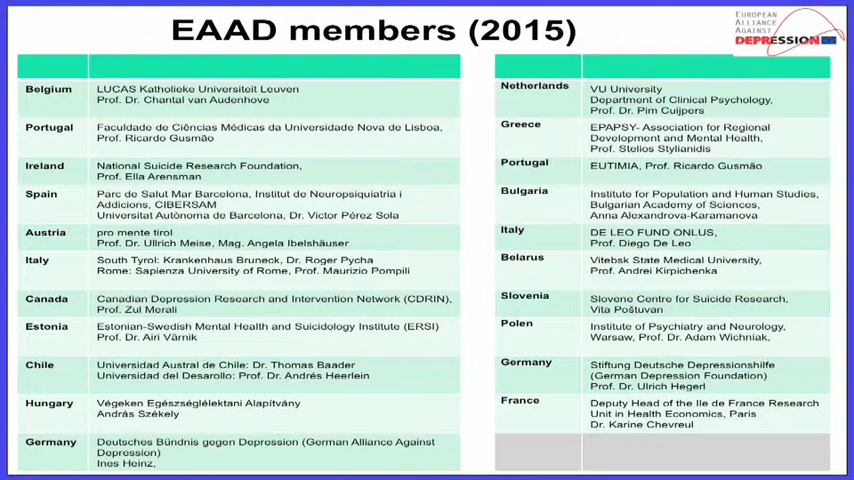 EAAD members (2015)
EUROPEAN
ALLIANCE
AGAINST
DEPRESSION
Belgium LUCAS Katholieke Universiteit Leuven
Prof. Dr. Chantal van Audenhove
Portugal Faculdade de Ciências Médicas da Universidade Nova de Lisboa,
Prof. Ricardo Gusmão
Ireland National Suicide Research Foundation,
Prof. Ella Arensman
Spain Parc de Salut Mar Barcelona, Institut de Neuropsiquiatria i
Addicions, CIBERSAM
Universitat Autònoma de Barcelona, Dr. Victor Pérez Sola
Austria pro mente tirol
Prof. Dr. Ullrich Meise, Mag. Angela Ibelshäuser
Italy South Tyrol: Krankenhaus Bruneck, Dr. Roger Pycha
Rome: Sapienza University of Rome, Prof. Maurizio Pompili
Canada Canadian Depression Research and Intervention Network (CDRIN),
Prof. Zul Merali
Estonia Estonian-Swedish Mental Health and Suicidology Institute (ERSI)
Prof. Dr. Airi Värnik
Chile Universidad Austral de Chile: Dr. Thomas Baader
Universidad del Desarollo: Prof. Dr. Andrés Heerlein
Hungary Végeken Egészséglélektani Alapítvány
András Székely
Germany Deutsches Bündnis gegen Depression (German Alliance Against
Depression)
Ines Heinz,
Netherlands VU University
Department of Clinical Psychology,
Prof. Dr. Pim Cuijpers
Greece EPAPSY- Association for Regional
Development and Mental Health,
Prof. Stelios Stylianidis
Portugal EUTIMIA, Prof. Ricardo Gusmão
Bulgaria Institute for Population and Human Studies,
Bulgarian Academy of Sciences,
Anna Alexandrova-Karamanova
Italy DE LEO FUND ONLUS,
Prof. Diego De Leo
Belarus Vitebsk State Medical University,
Prof. Andrei Kirpichenka
Slovenia Slovene Centre for Suicide Research,
Vita Poštuvan
Polen Institute of Psychiatry and Neurology,
Warsaw, Prof. Dr. Adam Wichniak,
Germany Stiftung Deutsche Depressionshilfe
(German Depression Foundation)
Prof. Dr. Ulrich Hegerl
France Deputy Head of the Ile de France Research
Unit in Health Economics, Paris
Dr. Karine Chevreul